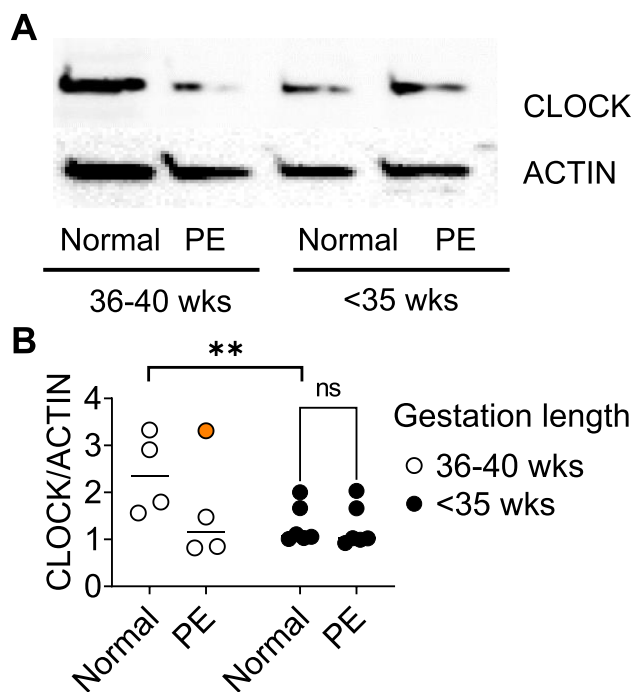 A
CLOCK
ACTIN
Normal PE Normal PE
36-40 wks <35 wks
B
**
ns
CLOCK/ACTIN
4
3
2
1
0
Normal PE Normal PE
Gestation length
36-40 wks
<35 wks